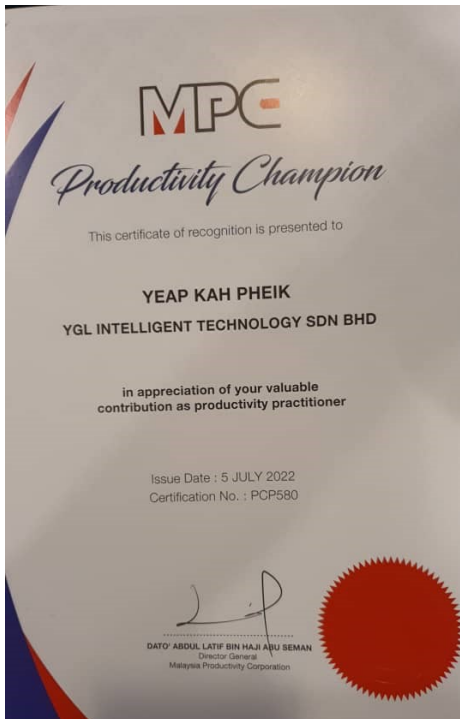 MPC
Productivity Champion
This certificate of recognition is presented to
YEAP KAH PHEIK
YGL INTELLIGENT TECHNOLOGY SDN BHD
in appreciation of your valuable
contribution as productivity practitioner
Issue Date : 5 JULY 2022
Certification No. : PCP580
DATO' ABDUL LATIF BIN HAJI ABU SEMAN
Director General
Malaysia Productivity Corporation